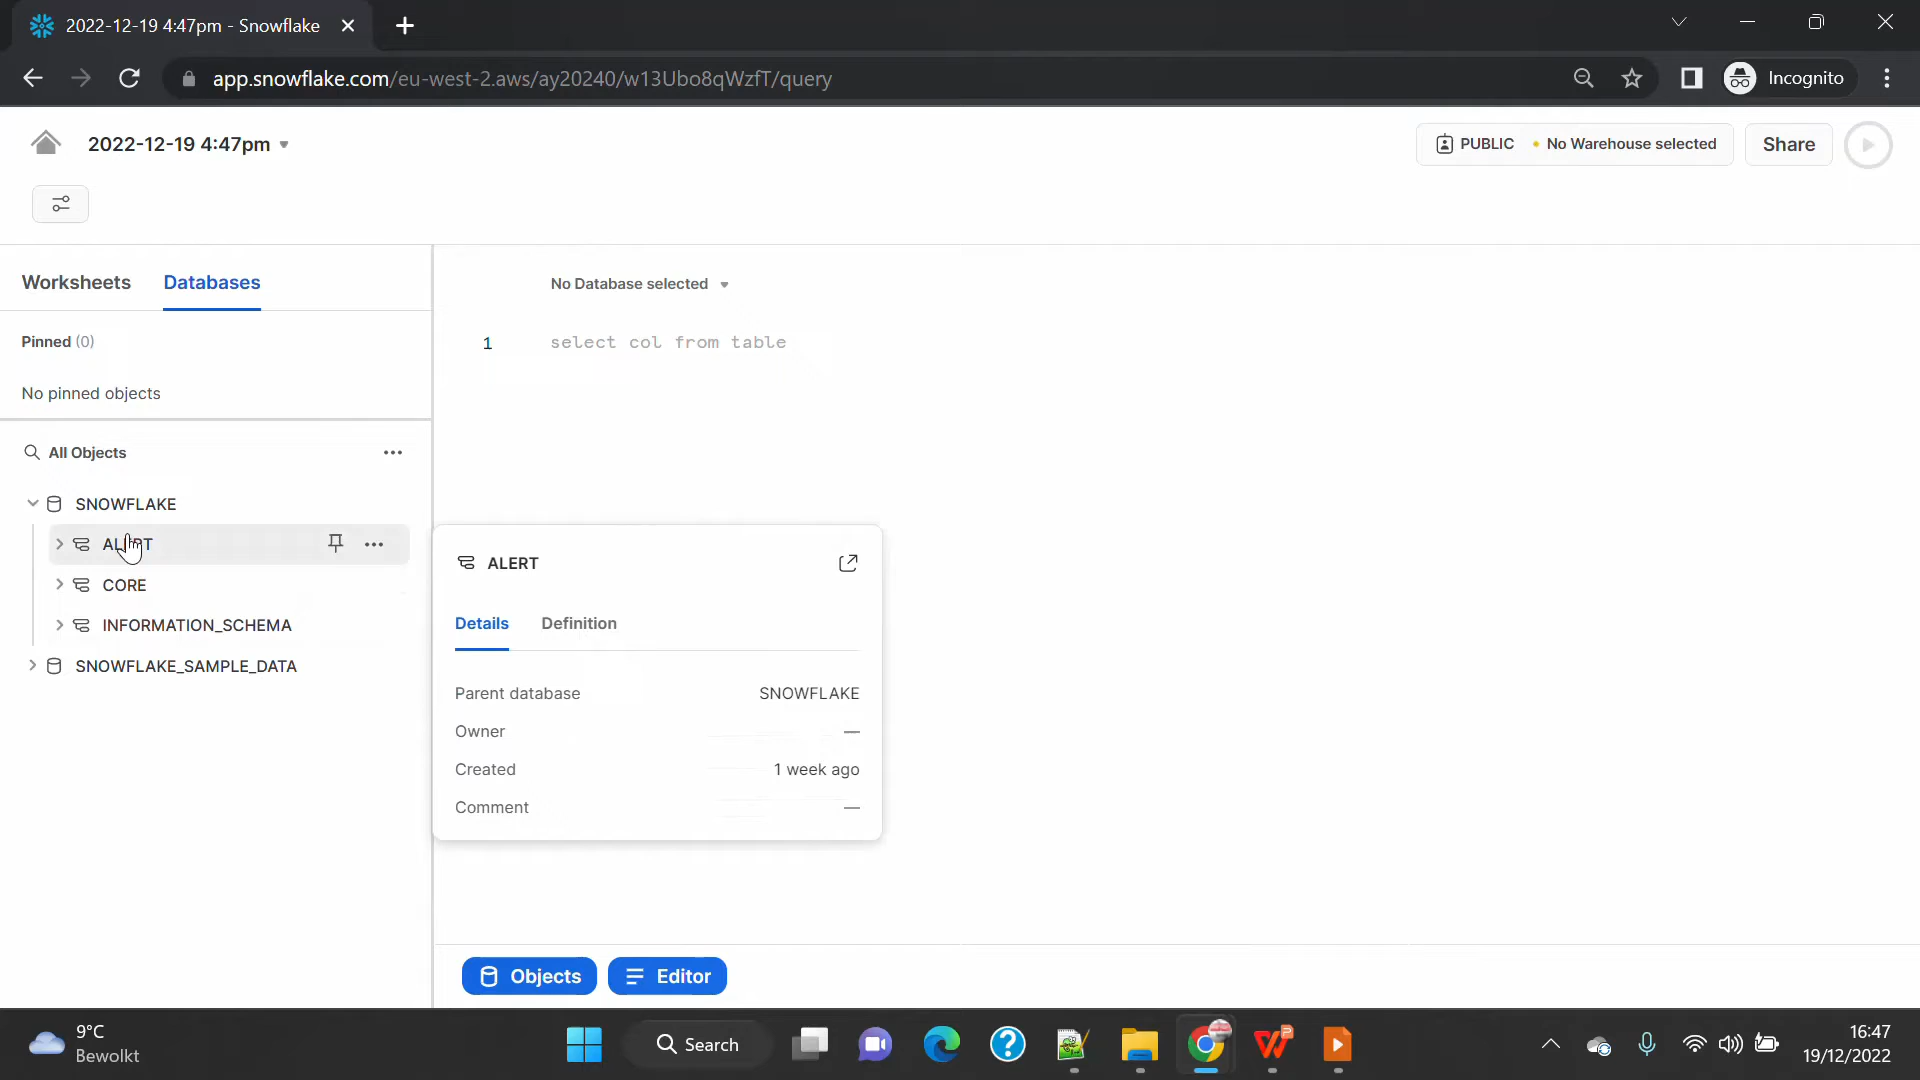 2022-12-19 4:47pm - Snowflake
app.snowflake.com/eu-west-2.aws/ay20240/w13Ubo8qWzfT/query
Incognito
2022-12-19 4:47pm
PUBLIC
No Warehouse selected
Share
Worksheets
Databases
No Database selected
Pinned (0)
1
select col from table
No pinned objects
All Objects
SNOWFLAKE
ALERT
CORE
INFORMATION_SCHEMA
SNOWFLAKE_SAMPLE_DATA
ALERT
Details
Definition
Parent database
SNOWFLAKE
Owner
—
Created
1 week ago
Comment
—
Objects
Editor
9°C
Bewolkt
Search
16:47
19/12/2022